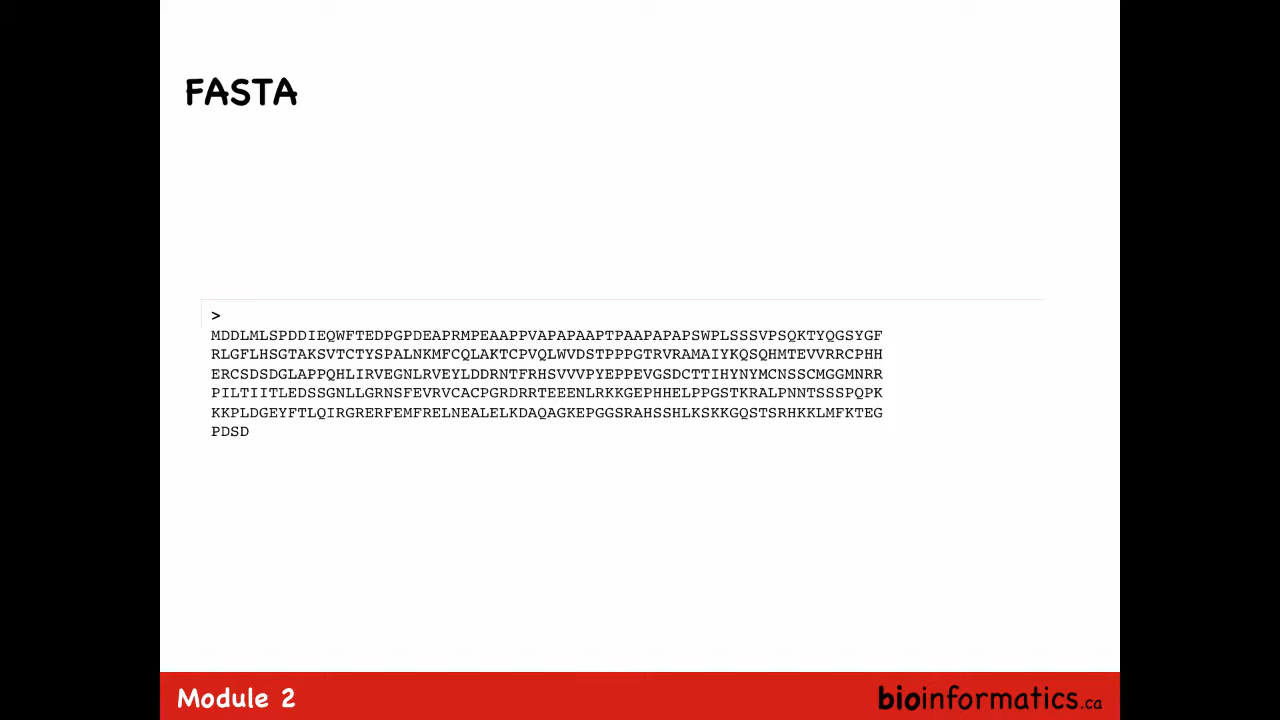 FASTA
>
MDDLMLSPDDIEQWFTEDPGPDEAPRMPEAAPPVAPAPAAPTPAAPAPAPSWPLSSSVPSQKTYQGSYGF
RLGFLHSGTAKSVTCTYSPALNKMFCQLAKTCPVQLWVDSTPPPGTRVRAMAIYKQSQHMTEVVRRCPHH
ERCSDSDGLAPPQHLIRVEGNLRVEYLDDRNTFRHSVVVPYEPPEVGSDCTTIHYNYMCNSSCMGGMNRR
PILTIITLEDSSGNLLGRNSFEVRVCACPGRDRRTEEENLRKKGEPHHELPPGSTKRALPNNTSSSPQPK
KKPLDGEYFTLQIRGRERFEMFRELNEALELKDAQAGKEPGGSRAHSSHLKSKKGQSTSRHKKLMFKTEG
PDSD
Module 2
bioinformatics.ca